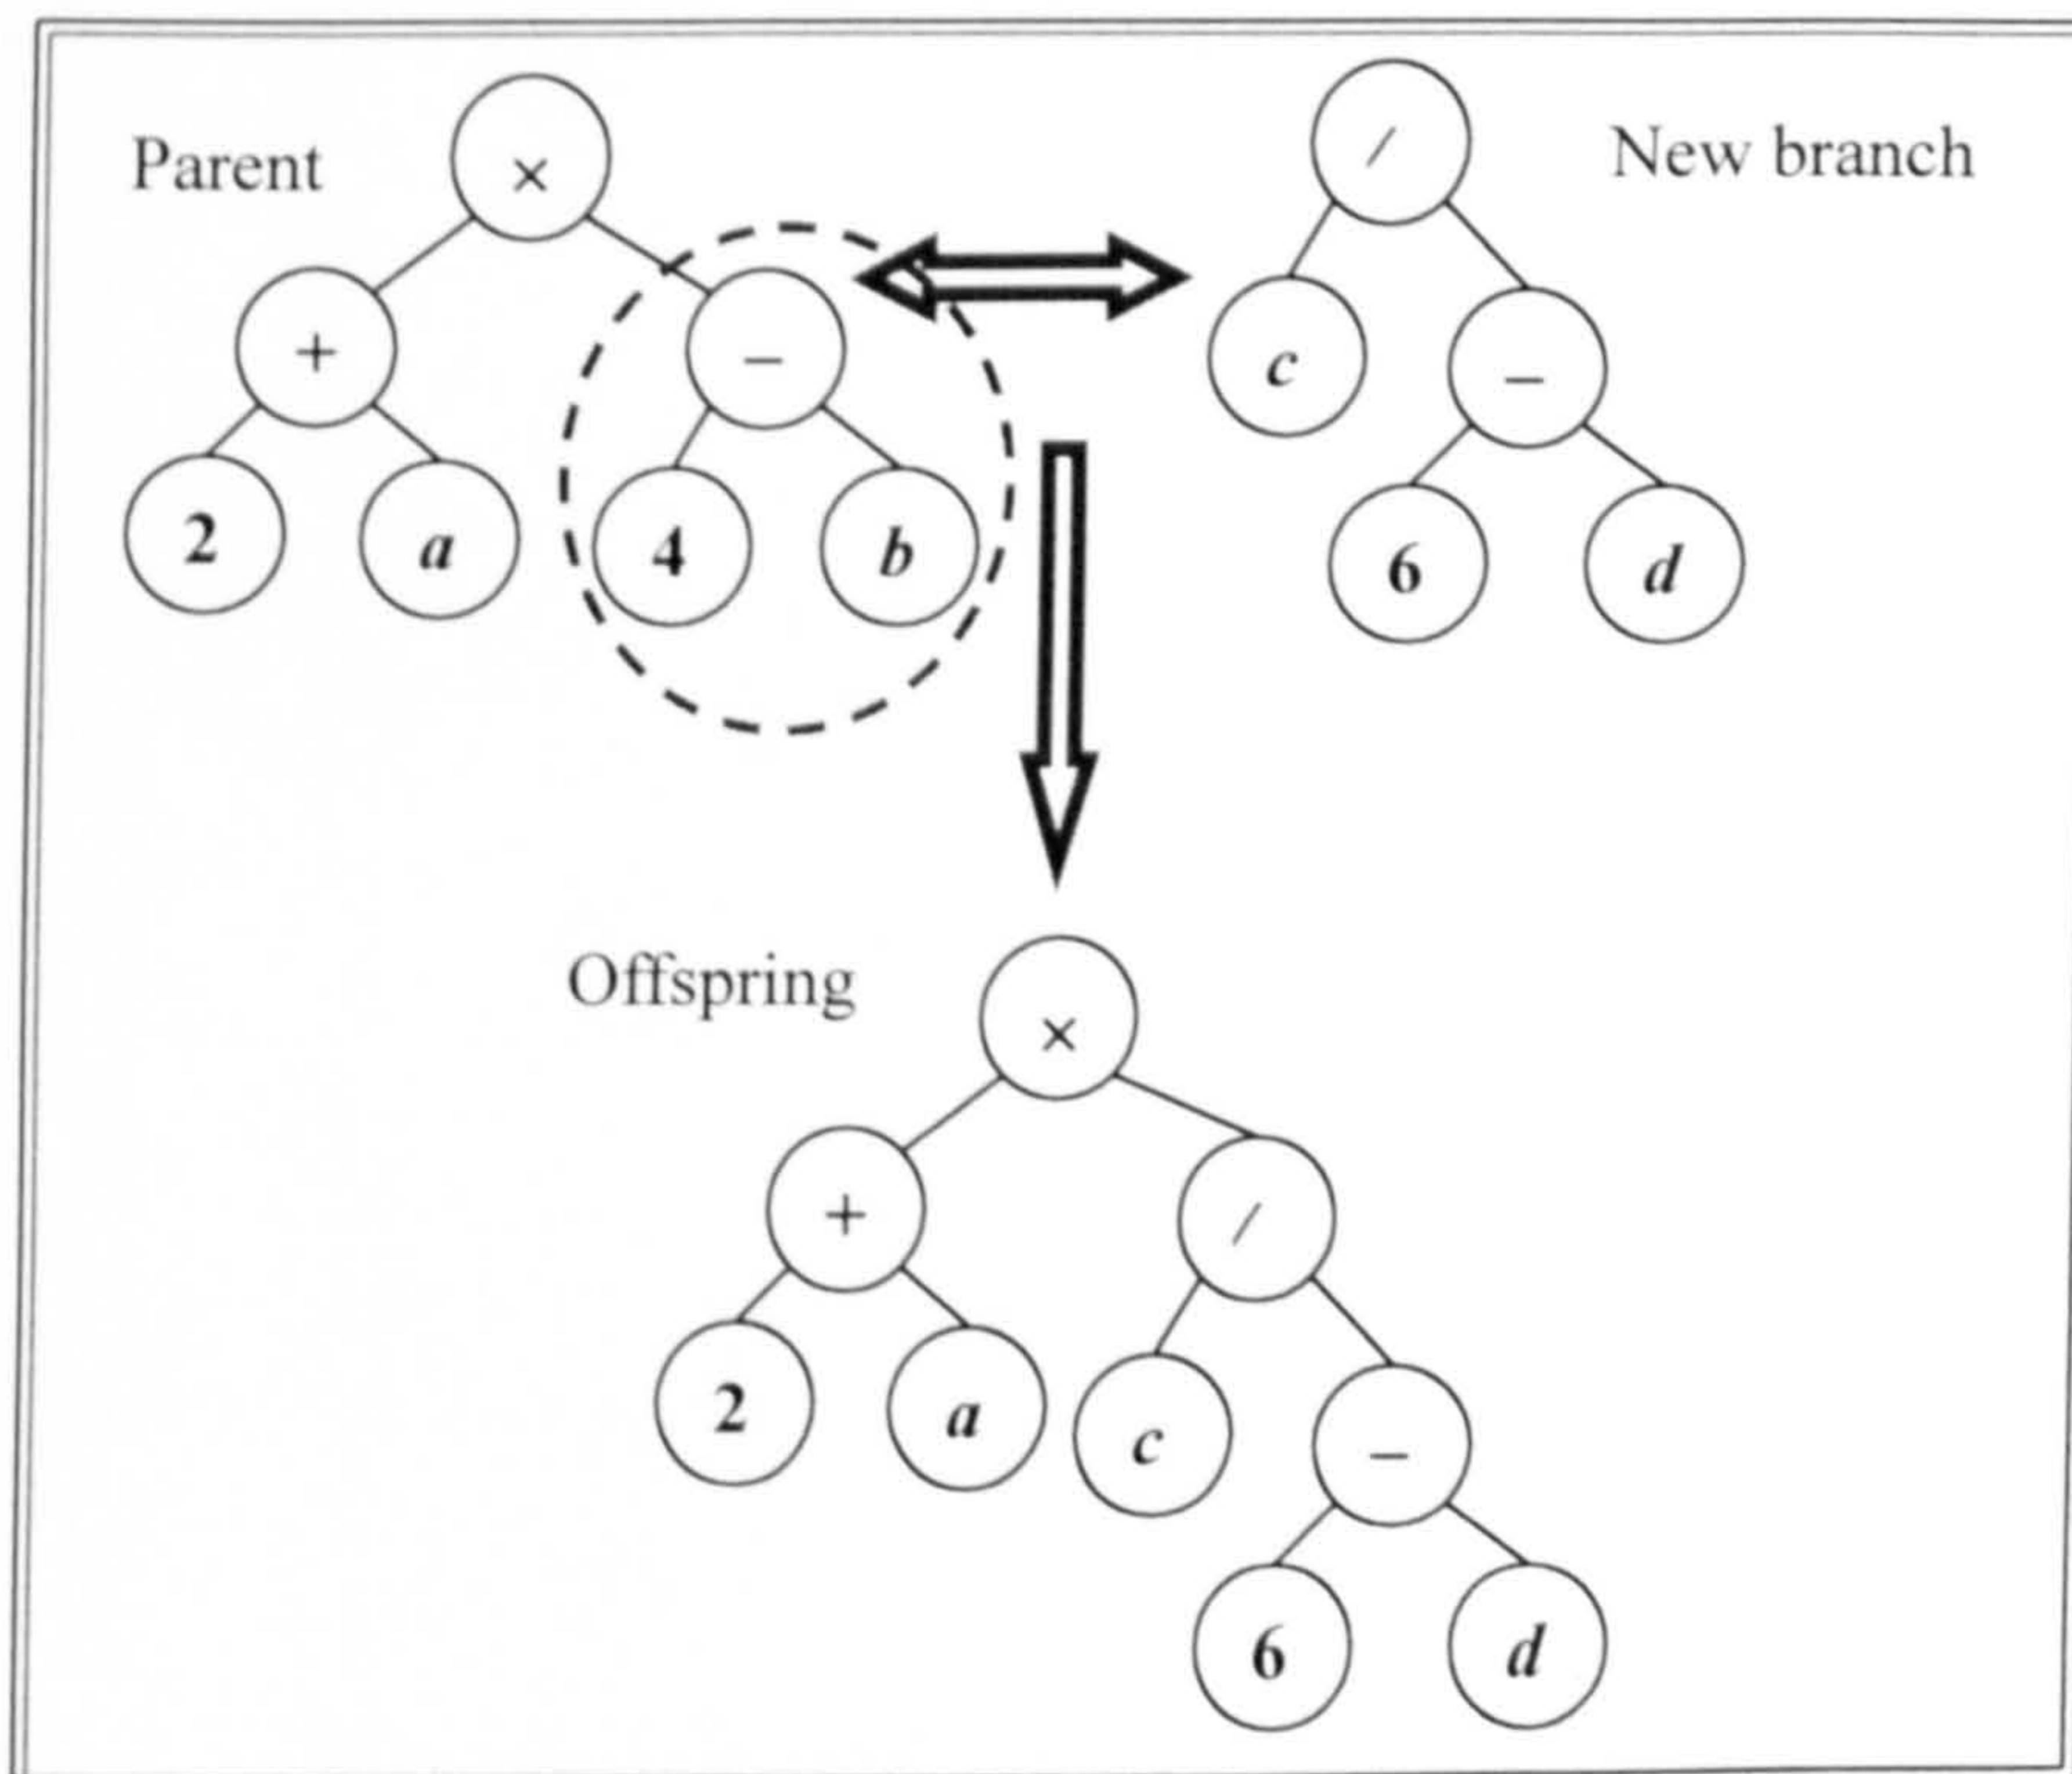 Parent
×
+
−
2
a
4
b
/
New branch
c
−
6
d
Offspring
×
+
/
2
a
c
−
6
d